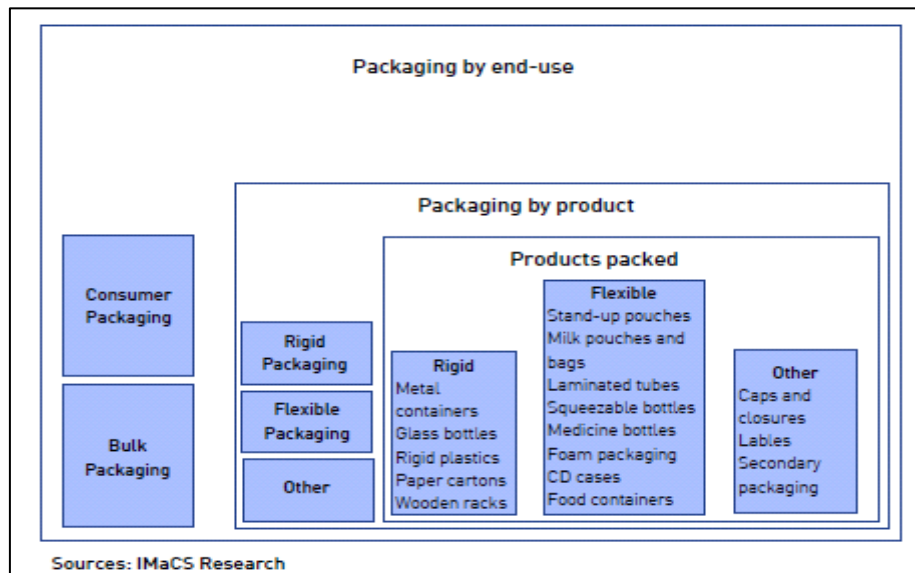 Packaging by end-use
Packaging by product
Products packed
Consumer
Packaging
Bulk
Packaging
Rigid
Packaging
Flexible
Packaging
Other
Rigid
Metal
containers
Glass bottles
Rigid plastics
Paper cartons
Wooden racks
Flexible
Stand-up pouches
Milk pouches and
bags
Laminated tubes
Squeezable bottles
Medicine bottles
Foam packaging
CD cases
Food containers
Other
Caps and
closures
Lables
Secondary
packaging
Sources: IMaCS Research